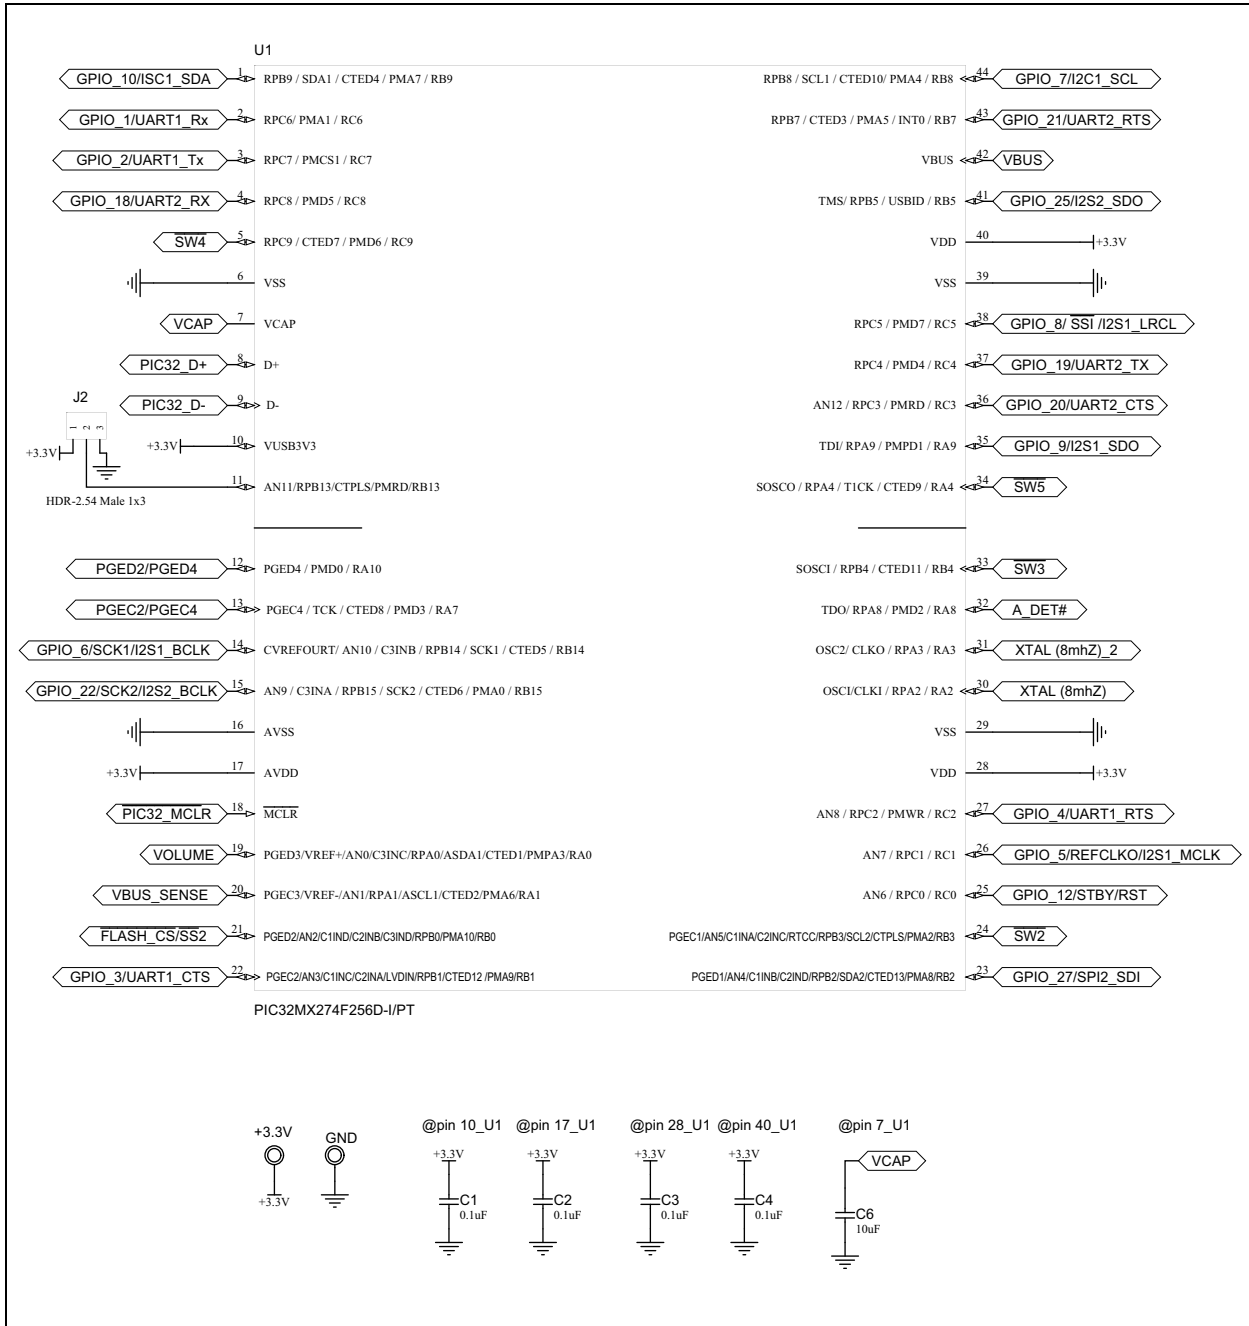 U1
GPIO_10/ISC1_SDA 1 RPB9 / SDA1 / CTED4 / PMA7 / RB9 RPB8 / SCL1 / CTED10/ PMA4 / RB8 44 GPIO_7/I2C1_SCL
GPIO_1/UART1_Rx 2 RPC6/ PMA1 / RC6 RPB7 / CTED3 / PMA5 / INT0 / RB7 43 GPIO_21/UART2_RTS
GPIO_2/UART1_Tx 3 RPC7 / PMCS1 / RC7 VBUS 42 VBUS
GPIO_18/UART2_RX 4 RPC8 / PMD5 / RC8 TMS/ RPB5 / USBID / RB5 41 GPIO_25/I2S2_SDO
SW4 5 RPC9 / CTED7 / PMD6 / RC9 VDD 40 +3.3V
6 VSS VSS 39
VCAP 7 VCAP RPC5 / PMD7 / RC5 38 GPIO_8/ SSI /I2S1_LRCL
PIC32_D+ 8 D+ RPC4 / PMD4 / RC4 37 GPIO_19/UART2_TX
J2
PIC32_D- 9 D- AN12 / RPC3 / PMRD / RC3 36 GPIO_20/UART2_CTS
1 2 3
+3.3V +3.3V 10 VUSB3V3 TDI/ RPA9 / PMPD1 / RA9 35 GPIO_9/I2S1_SDO
11 AN11/RPB13/CTPLS/PMRD/RB13 SOSCO / RPA4 / T1CK / CTED9 / RA4 34 SW5
HDR-2.54 Male 1x3
PGED2/PGED4 12 PGED4 / PMD0 / RA10 SOSCI / RPB4 / CTED11 / RB4 33 SW3
PGEC2/PGEC4 13 PGEC4 / TCK / CTED8 / PMD3 / RA7 TDO/ RPA8 / PMD2 / RA8 32 A_DET#
GPIO_6/SCK1/I2S1_BCLK 14 CVREFOURT/ AN10 / C3INB / RPB14 / SCK1 / CTED5 / RB14 OSC2/ CLKO / RPA3 / RA3 31 XTAL (8mhZ)_2
GPIO_22/SCK2/I2S2_BCLK 15 AN9 / C3INA / RPB15 / SCK2 / CTED6 / PMA0 / RB15 OSCI/CLKI / RPA2 / RA2 30 XTAL (8mhZ)
16 AVSS VSS 29
+3.3V 17 AVDD VDD 28 +3.3V
PIC32_MCLR 18 MCLR AN8 / RPC2 / PMWR / RC2 27 GPIO_4/UART1_RTS
VOLUME 19 PGED3/VREF+/AN0/C3INC/RPA0/ASDA1/CTED1/PMPA3/RA0 AN7 / RPC1 / RC1 26 GPIO_5/REFCLKO/I2S1_MCLK
VBUS_SENSE 20 PGEC3/VREF-/AN1/RPA1/ASCL1/CTED2/PMA6/RA1 AN6 / RPC0 / RC0 25 GPIO_12/STBY/RST
FLASH_CS/SS2 21 PGED2/AN2/C1IND/C2INB/C3IND/RPB0/PMA10/RB0 PGEC1/AN5/C1INA/C2INC/RTCC/RPB3/SCL2/CTPLS/PMA2/RB3 24 SW2
GPIO_3/UART1_CTS 22 PGEC2/AN3/C1INC/C2INA/LVDIN/RPB1/CTED12 /PMA9/RB1 PGED1/AN4/C1INB/C2IND/RPB2/SDA2/CTED13/PMA8/RB2 23 GPIO_27/SPI2_SDI
PIC32MX274F256D-I/PT
+3.3V GND @pin 10_U1 @pin 17_U1 @pin 28_U1 @pin 40_U1 @pin 7_U1
+3.3V +3.3V +3.3V +3.3V VCAP
+3.3V C1 C2 C3 C4 C6
0.1uF 0.1uF 0.1uF 0.1uF 10uF